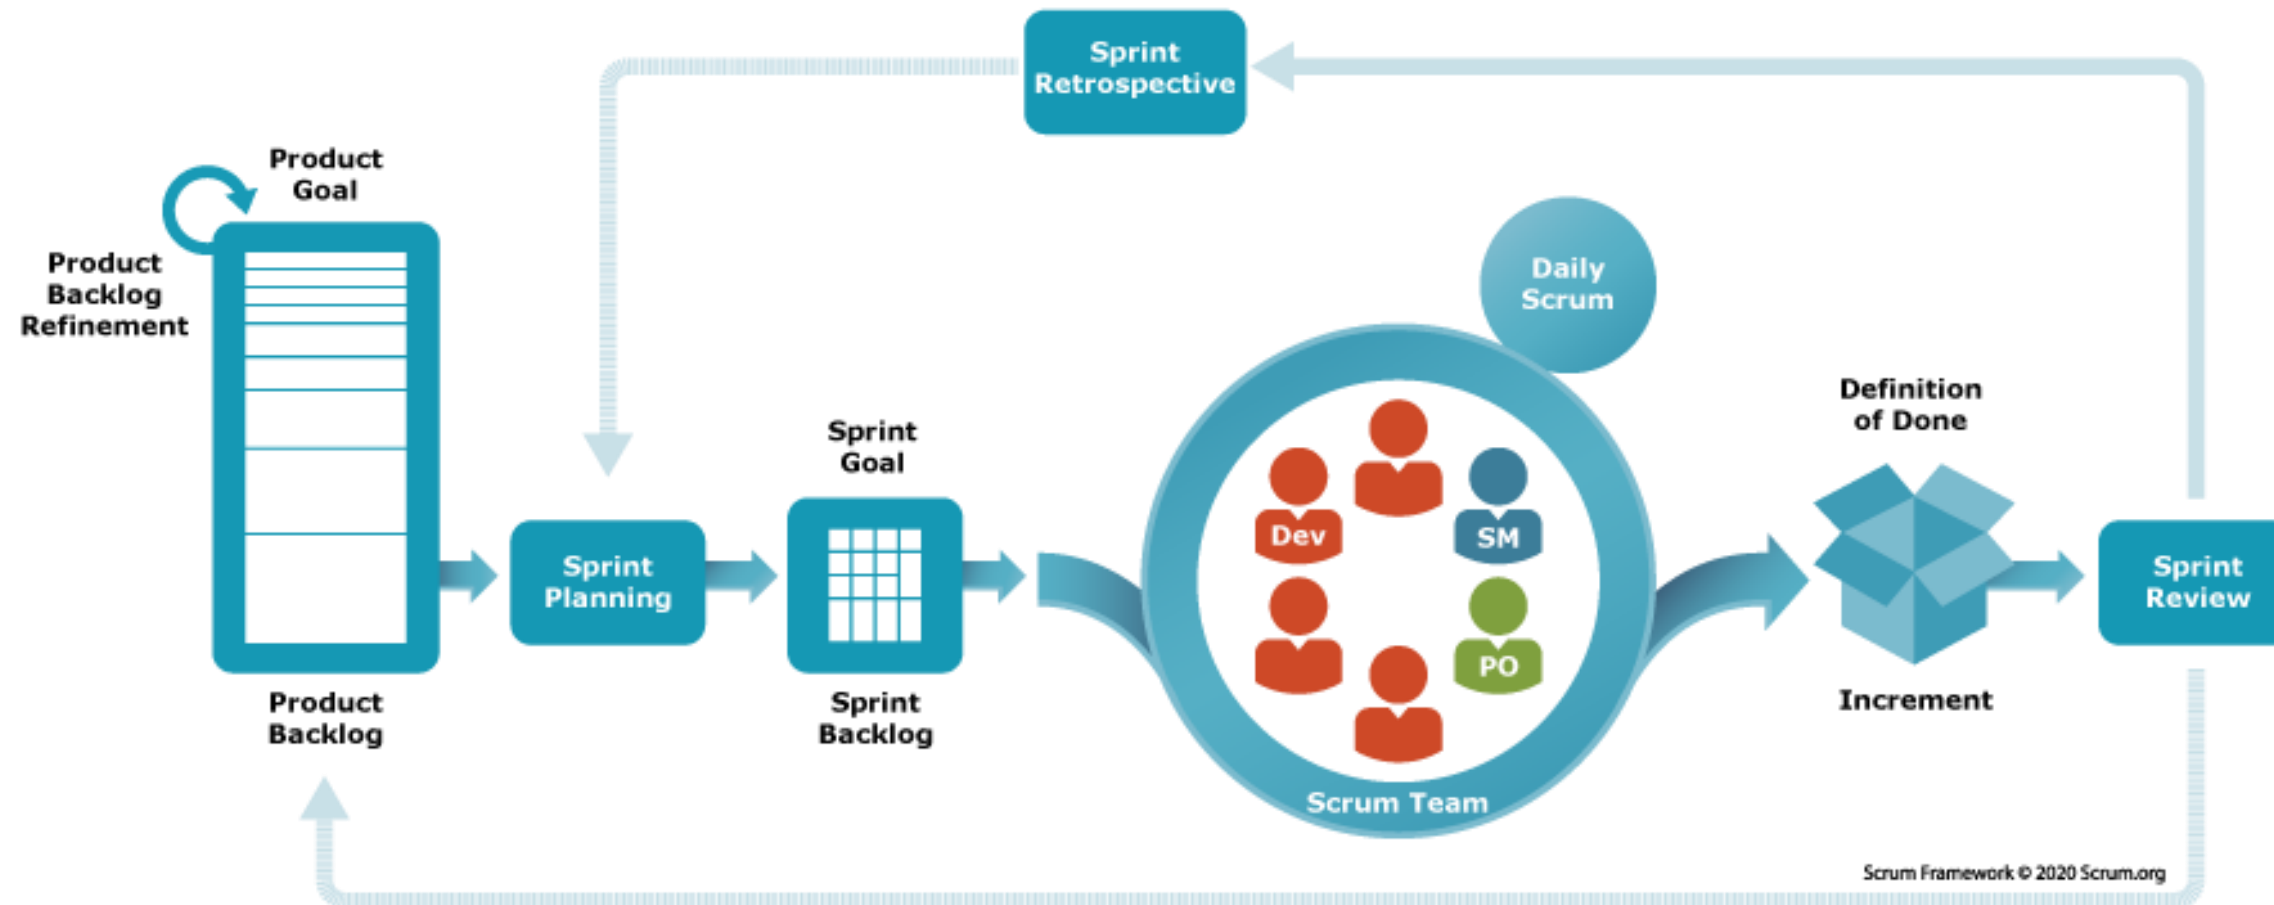 Sprint
Retrospective
Product
Goal
Product
Backlog
Refinement
Daily
Scrum
Definition
of Done
Sprint
Goal
Dev
SM
Sprint
Planning
Sprint
Review
PO
Product
Backlog
Sprint
Backlog
Increment
Scrum Team
Scrum Framework © 2020 Scrum.org